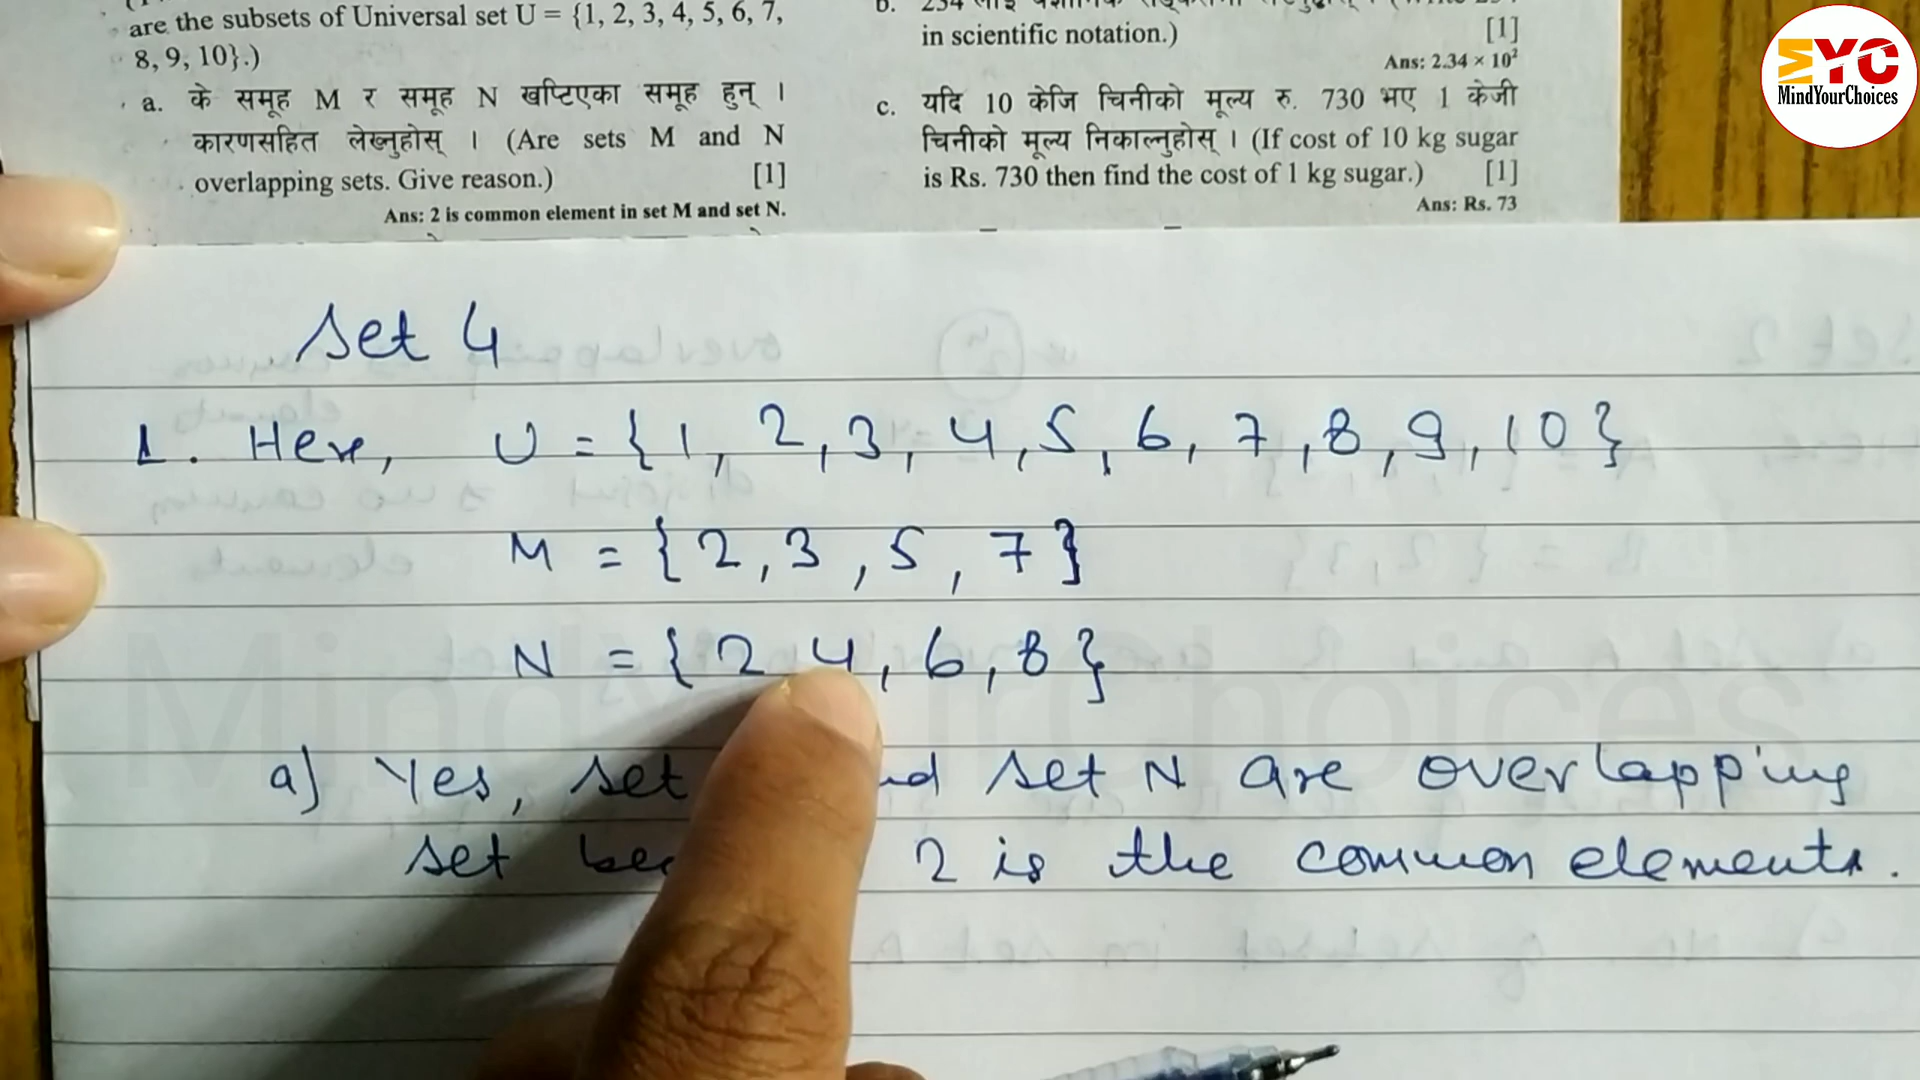 are the subsets of Universal set U = {1, 2, 3, 4, 5, 6, 7,
8, 9, 10}.)
a. के समूह M र समूह N खप्टिएका समूह हुन् ।
कारणसहित लेख्नुहोस् । (Are sets M and N
overlapping sets. Give reason.) [1]
Ans: 2 is common element in set M and set N.
b. 234 लाई
in scientific notation.) [1]
Ans: 2.34 × 10²
c. यदि 10 केजि चिनीको मूल्य रु. 730 भए 1 केजी
चिनीको मूल्य निकाल्नुहोस् । (If cost of 10 kg sugar
is Rs. 730 then find the cost of 1 kg sugar.) [1]
Ans: Rs. 73
MYC
MindYourChoices
Set 4
1. Here, U = {1, 2, 3, 4, 5, 6, 7, 8, 9, 10}
M = {2, 3, 5, 7}
N = {2 4, 6, 8}
MindYourChoices
a) Yes, set and set N are overlapping
set 2 is the common elements.